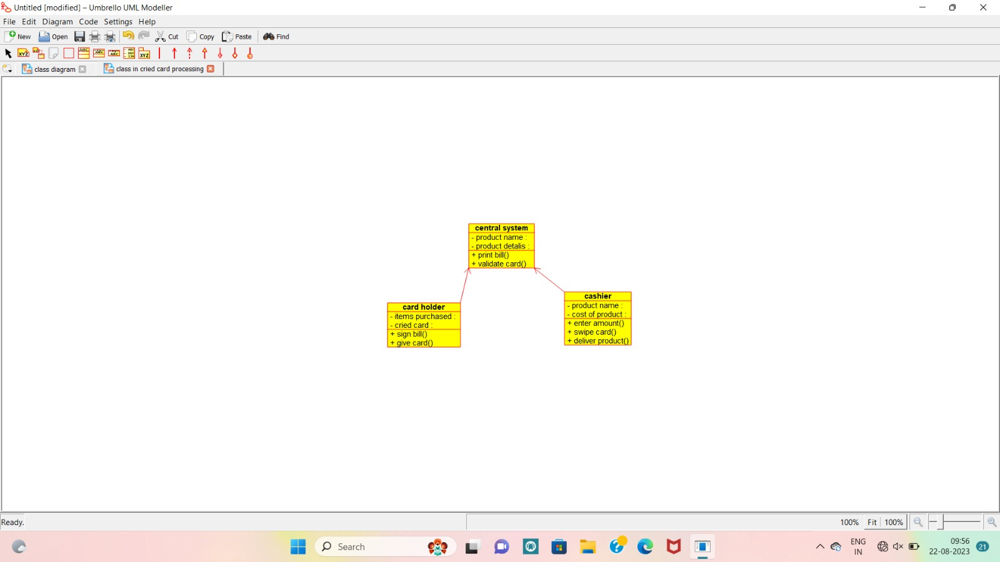 Untitled [modified] – Umbrello UML Modeller
File Edit Diagram Code Settings Help
New Open Cut Copy Paste Find
class diagram class in cried card processing
central system
- product name :
- product detalis :
+ print bill()
+ validate card()
card holder
- items purchased :
- cried card :
+ sign bill()
+ give card()
cashier
- product name :
- cost of product :
+ enter amount()
+ swipe card()
+ deliver product()
Ready.
100% Fit 100%
Search
ENG
IN
09:56
22-08-2023
21